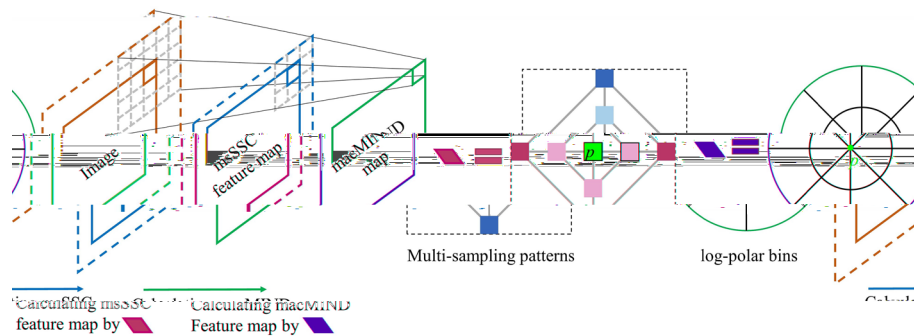 Image
msSSC
feature map
macMIND
map
p
p
Multi-sampling patterns
log-polar bins
Calculating msSSC
feature map by
Calculating macMIND
Feature map by